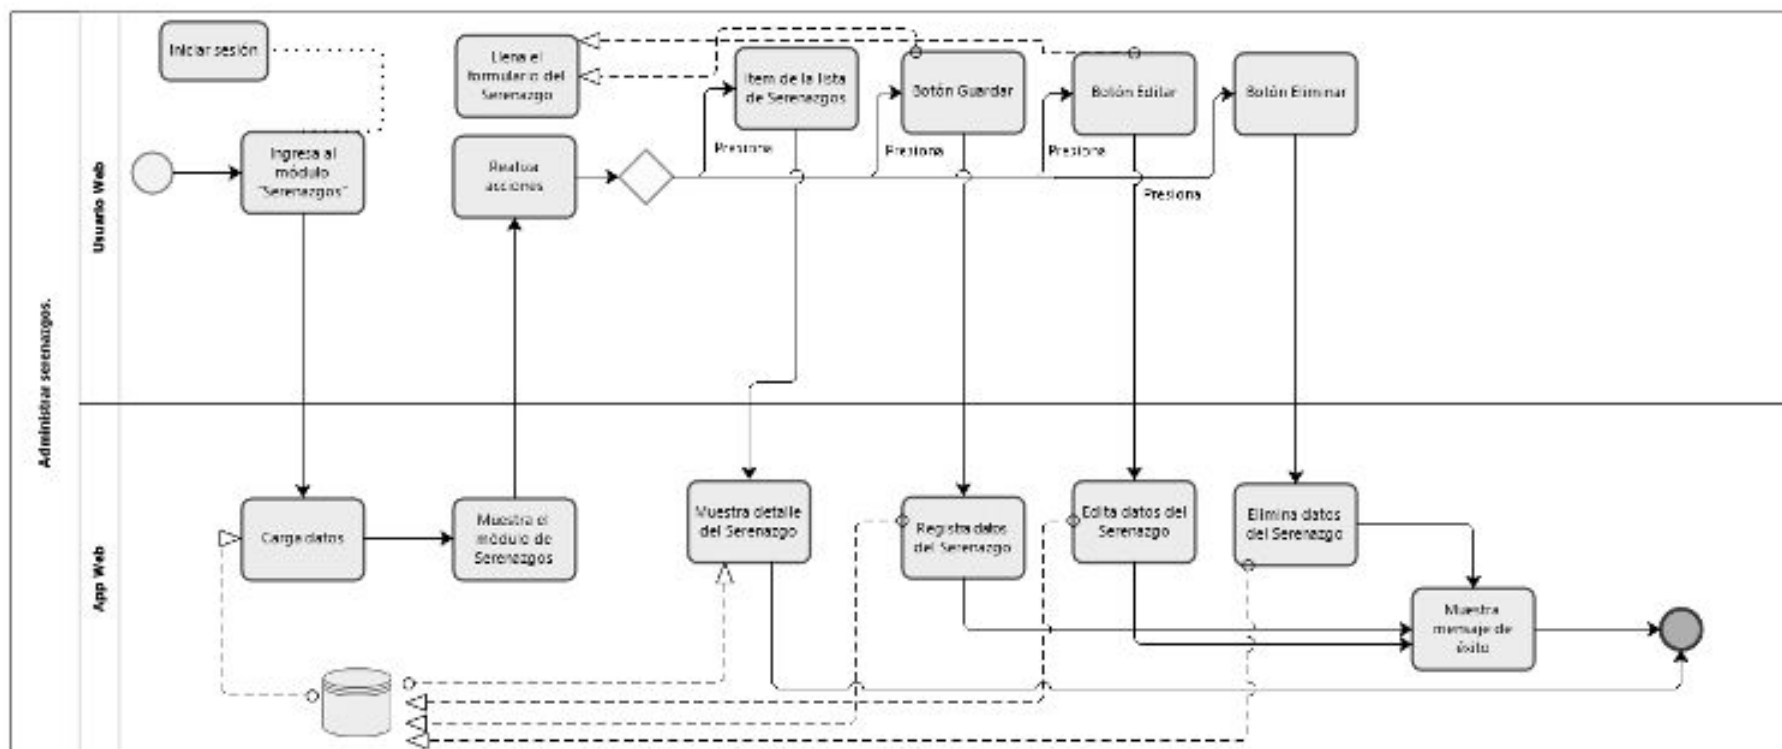 Administrar serenazgos.
Usuario Web
Iniciar sesión
Ingresa al
módulo
"Serenazgos"
Llena el
formulario del
Serenazgo
Realiza
acciones
Item de la lista
de Serenazgos
Presiona
Botón Guardar
Presiona
Botón Editar
Presiona
Botón Eliminar
Presiona
App Web
Carga datos
Muestra el
módulo de
Serenazgos
Muestra detalle
del Serenazgo
Registra datos
del Serenazgo
Edita datos del
Serenazgo
Elimina datos
del Serenazgo
Muestra
mensaje de
éxito